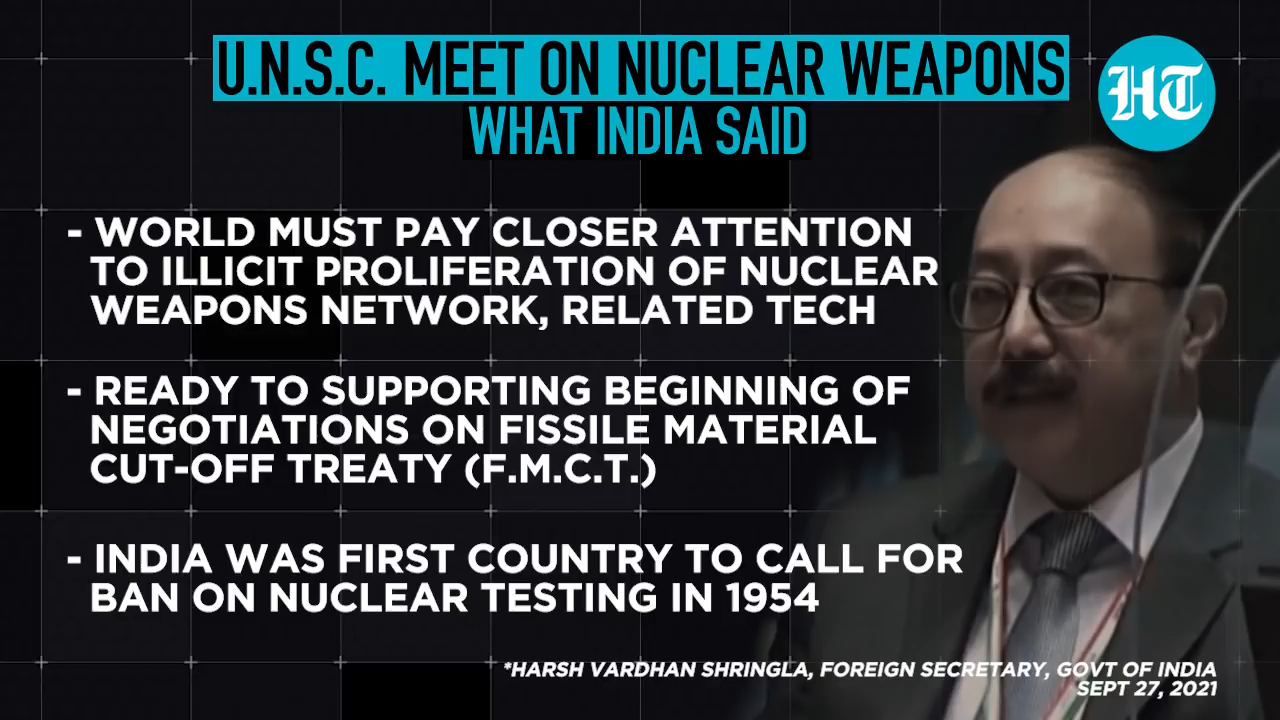 U.N.S.C. MEET ON NUCLEAR WEAPONS
HT
WHAT INDIA SAID
- WORLD MUST PAY CLOSER ATTENTION
TO ILLICIT PROLIFERATION OF NUCLEAR
WEAPONS NETWORK, RELATED TECH
- READY TO SUPPORTING BEGINNING OF
NEGOTIATIONS ON FISSILE MATERIAL
CUT-OFF TREATY (F.M.C.T.)
- INDIA WAS FIRST COUNTRY TO CALL FOR
BAN ON NUCLEAR TESTING IN 1954
*HARSH VARDHAN SHRINGLA, FOREIGN SECRETARY, GOVT OF INDIA
SEPT 27, 2021